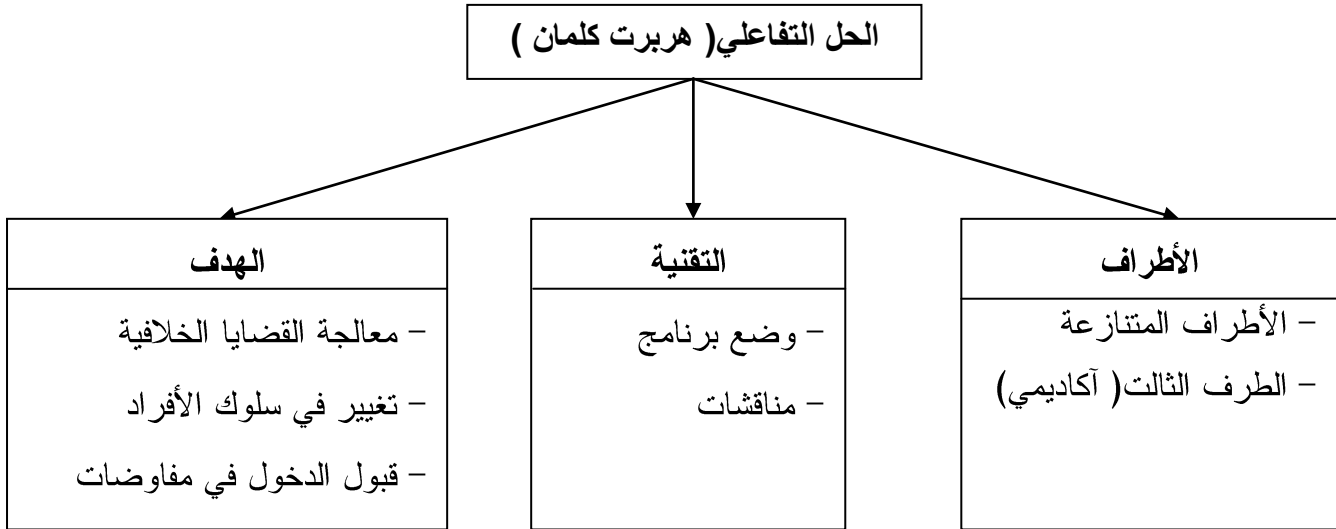 الحل التفاعلي( هربرت كلمان )
الأطراف
– الأطراف المتنازعة
– الطرف الثالت( آكاديمي)
التقنية
– وضع برنامج
– مناقشات
الهدف
– معالجة القضايا الخلافية
– تغيير في سلوك الأفراد
– قبول الدخول في مفاوضات